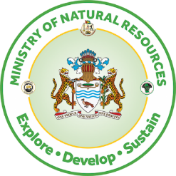 MINISTRY OF NATURAL RESOURCES
Explore • Develop • Sustain